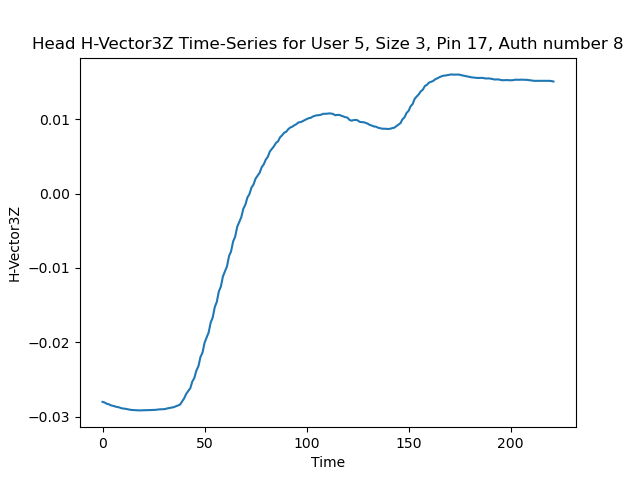 Head H-Vector3Z Time-Series for User 5, Size 3, Pin 17, Auth number 8
H-Vector3Z
0.01
0.00
−0.01
−0.02
−0.03
0 50 100 150 200
Time